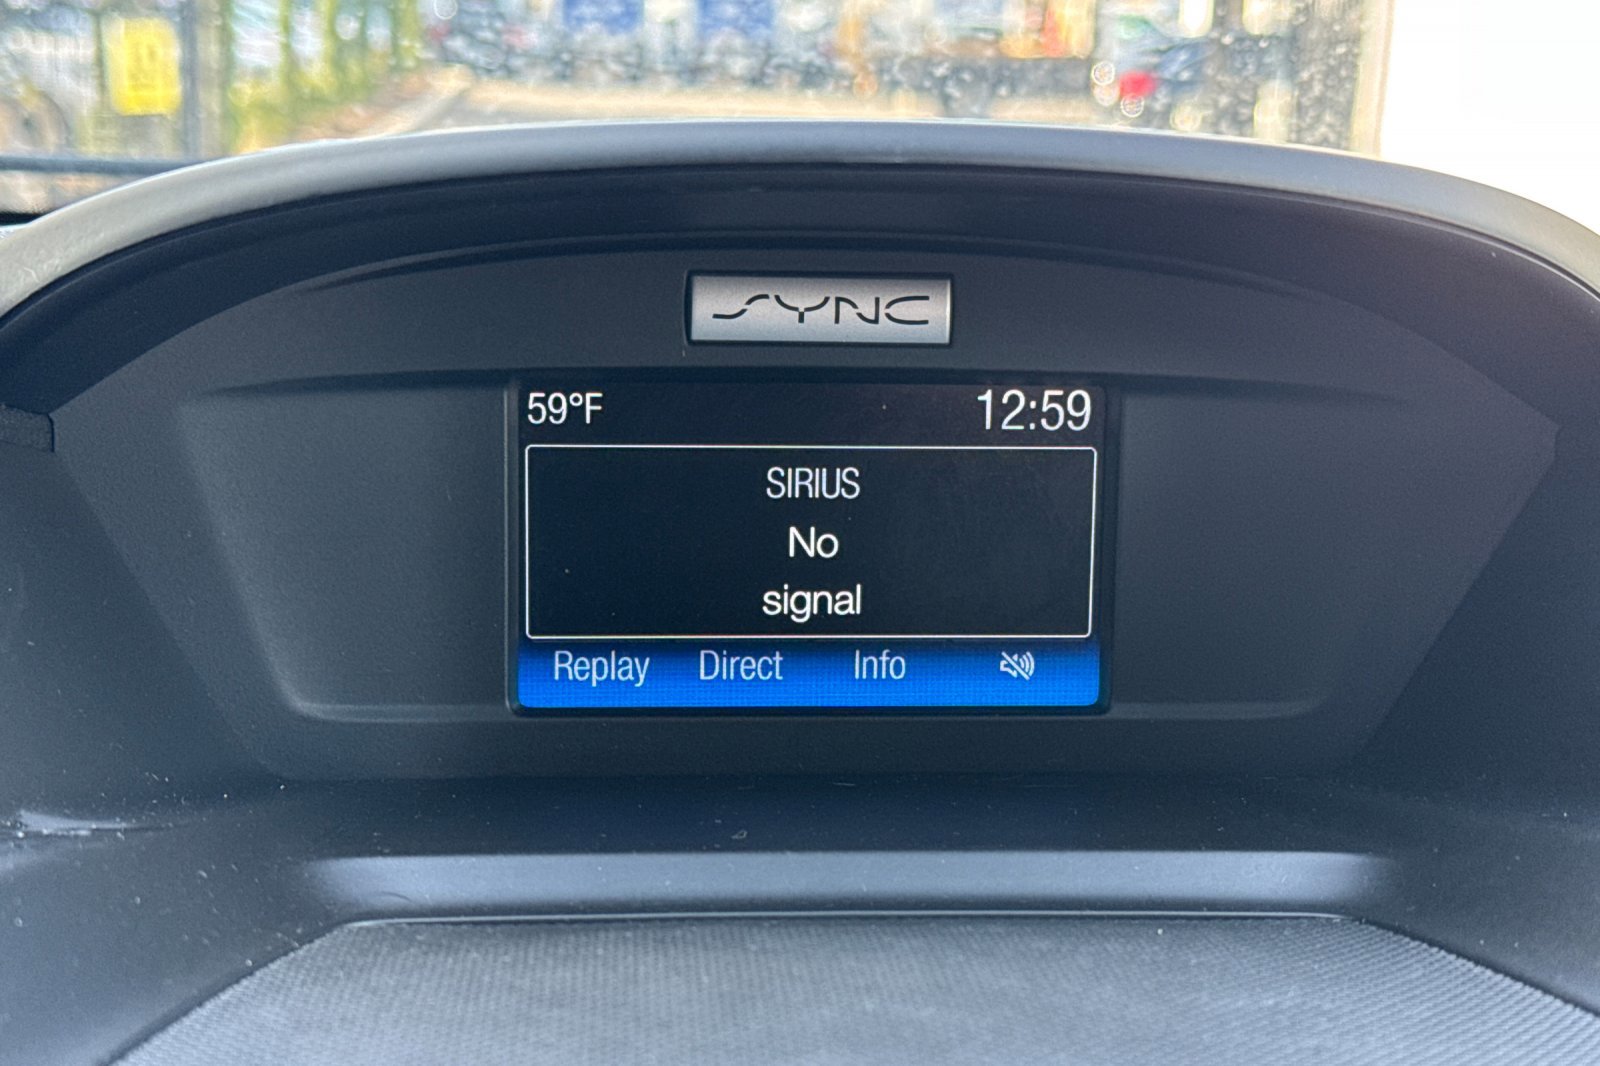 SYNC
59°F 12:59
SIRIUS
No
signal
Replay Direct Info